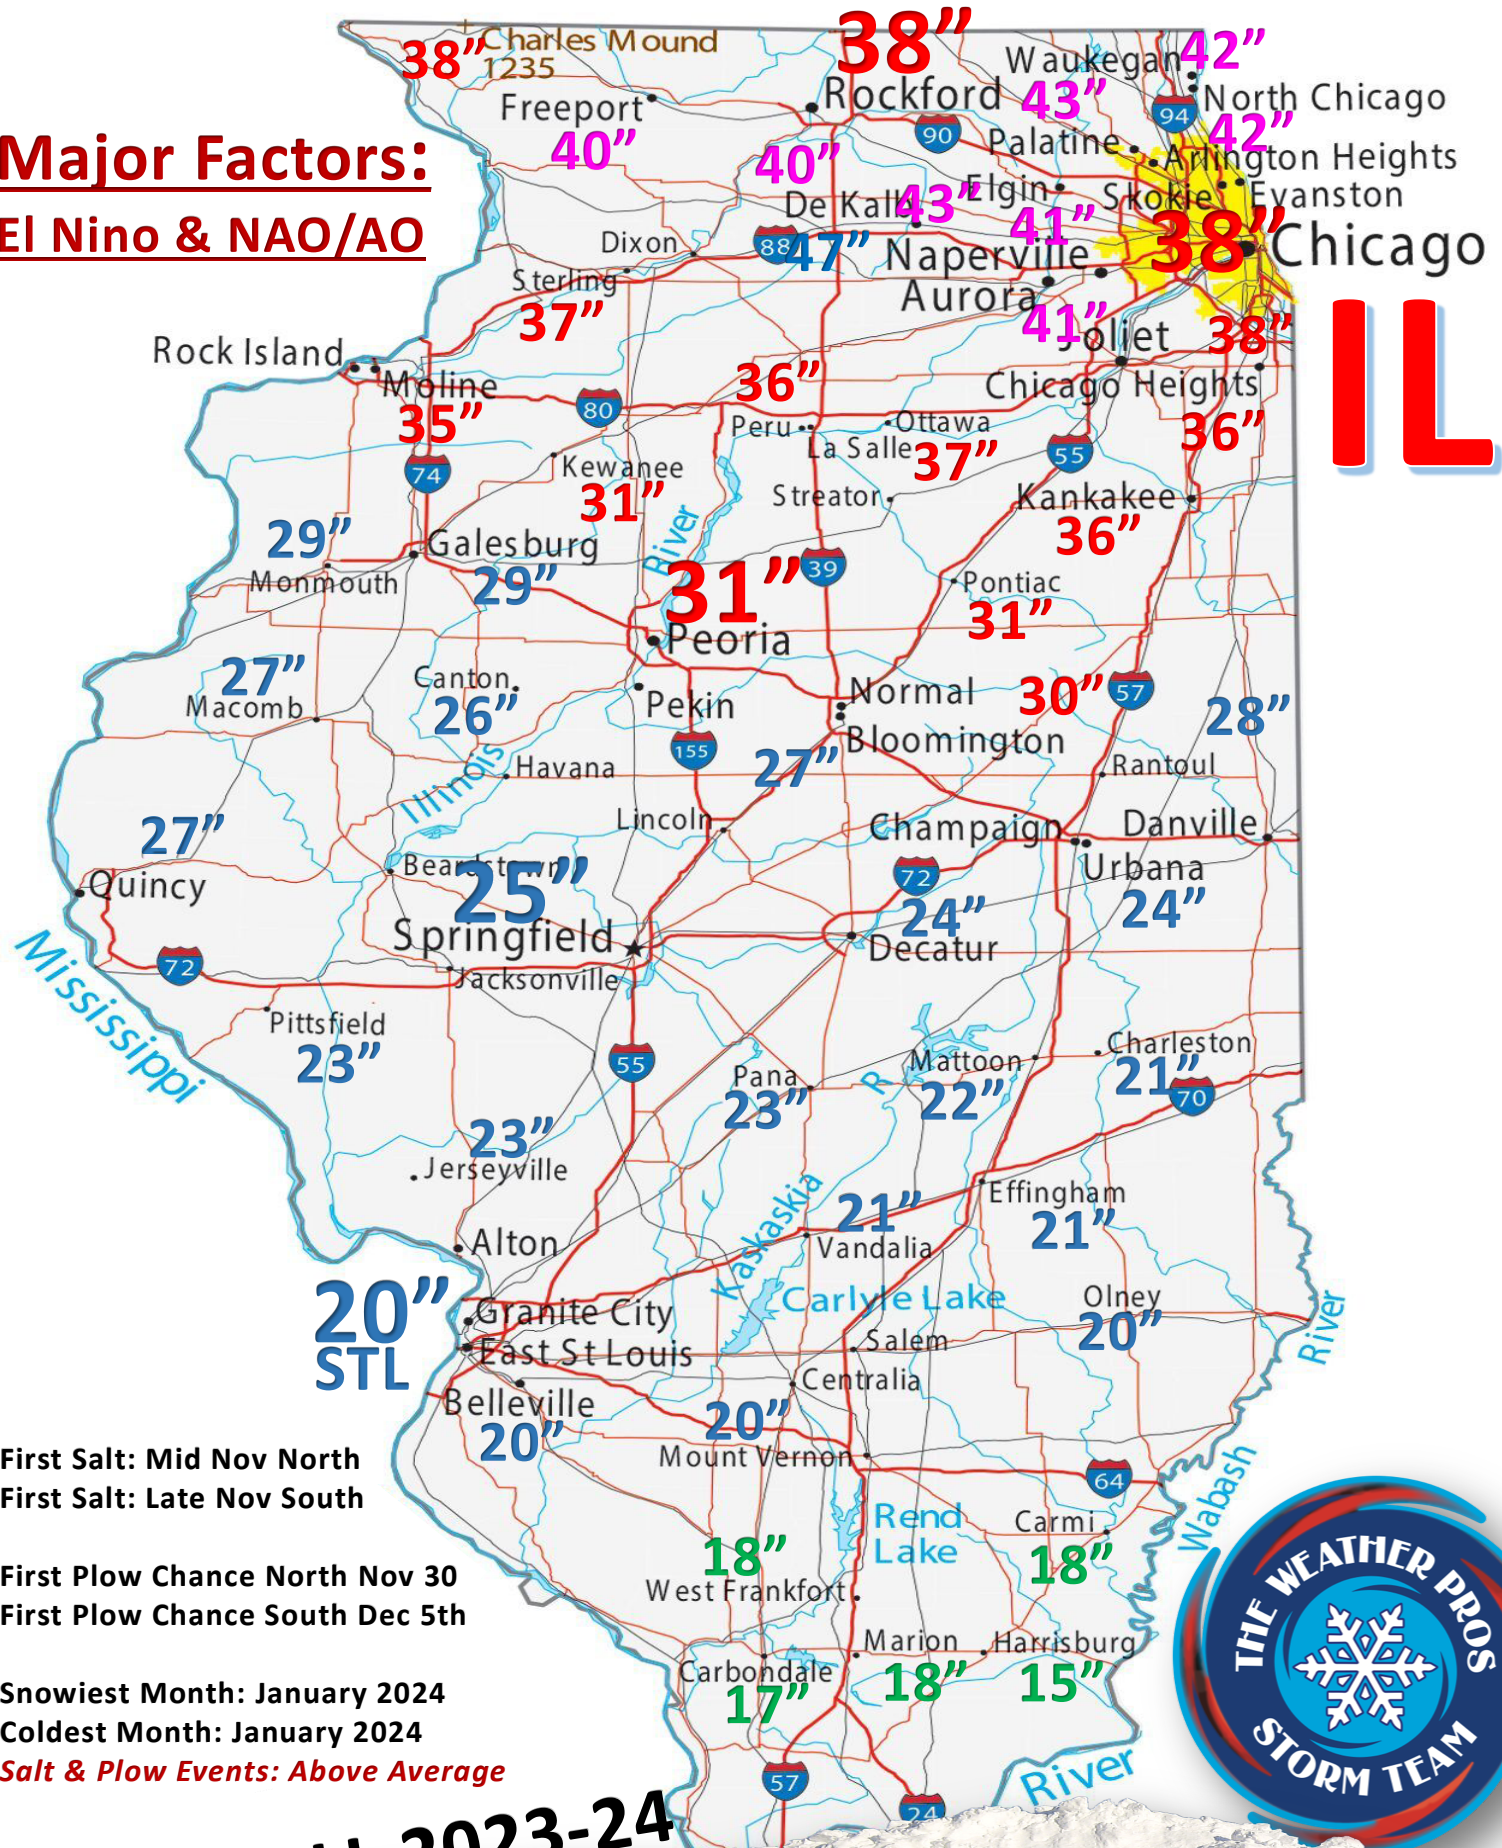 38”
Charles Mound
1235
38”
Rockford
Waukegan
42”
43”
94
North Chicago
42”
Freeport
40”
40”
90
Palatine
Arlington Heights
Major Factors:
El Nino & NAO/AO
De Kalb
43”
Elgin
41”
Skokie
Evanston
38”
Chicago
Dixon
88
47”
Naperville
Aurora
Sterling
37”
41”
Joliet
38”
IL
Rock Island
Moline
35”
80
36”
Chicago Heights
36”
Peru
Ottawa
La Salle
37”
55
74
Kewanee
31”
Streator
Kankakee
36”
29”
Monmouth
Galesburg
29”
River
31”
39
Peoria
Pontiac
31”
27”
Macomb
Canton
26”
Pekin
Normal
30”
57
28”
155
27”
Bloomington
Illinois
Havana
Rantoul
27”
Quincy
Lincoln
Champaign
Danville
Beardstown
25”
72
24”
Urbana
24”
Springfield
Decatur
72
Jacksonville
Mississippi
Pittsfield
23”
55
Pana
23”
R
Mattoon
22”
Charleston
21”
70
23”
Jerseyville
Kaskaskia
21”
Vandalia
Effingham
21”
Alton
20”
STL
Granite City
East St Louis
Carlyle Lake
Olney
20”
River
Salem
Centralia
Belleville
20”
20”
Mount Vernon
64
Wabash
First Salt: Mid Nov North
First Salt: Late Nov South
Rend
Lake
Carmi
18”
18”
West Frankfort
First Plow Chance North Nov 30
First Plow Chance South Dec 5th
Marion
18”
Harrisburg
15”
Carbondale
17”
Snowiest Month: January 2024
Coldest Month: January 2024
Salt & Plow Events: Above Average
57
24
River
THE WEATHER PROS
STORM TEAM
2023-24